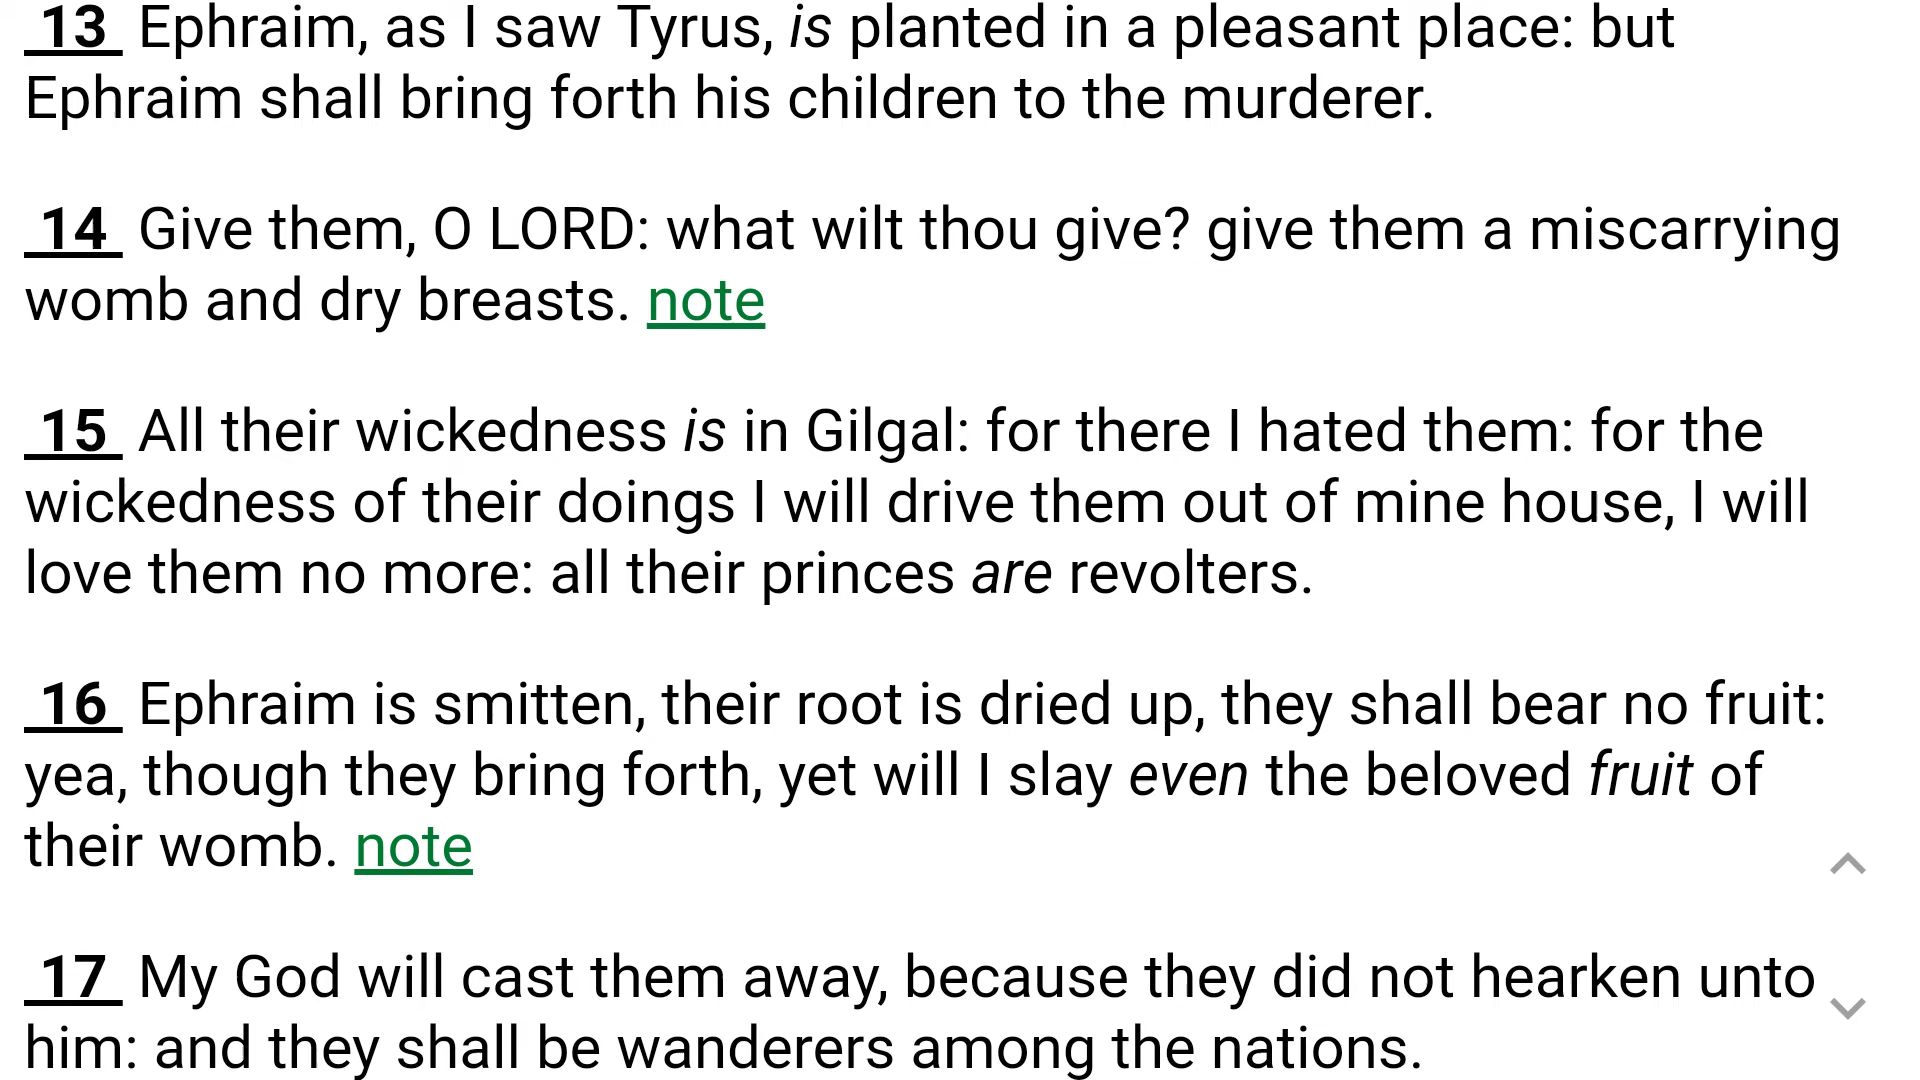 13 Ephraim, as I saw Tyrus, is planted in a pleasant place: but
Ephraim shall bring forth his children to the murderer.
14 Give them, O LORD: what wilt thou give? give them a miscarrying
womb and dry breasts. note
15 All their wickedness is in Gilgal: for there I hated them: for the
wickedness of their doings I will drive them out of mine house, I will
love them no more: all their princes are revolters.
16 Ephraim is smitten, their root is dried up, they shall bear no fruit:
yea, though they bring forth, yet will I slay even the beloved fruit of
their womb. note
17 My God will cast them away, because they did not hearken unto
him: and they shall be wanderers among the nations.